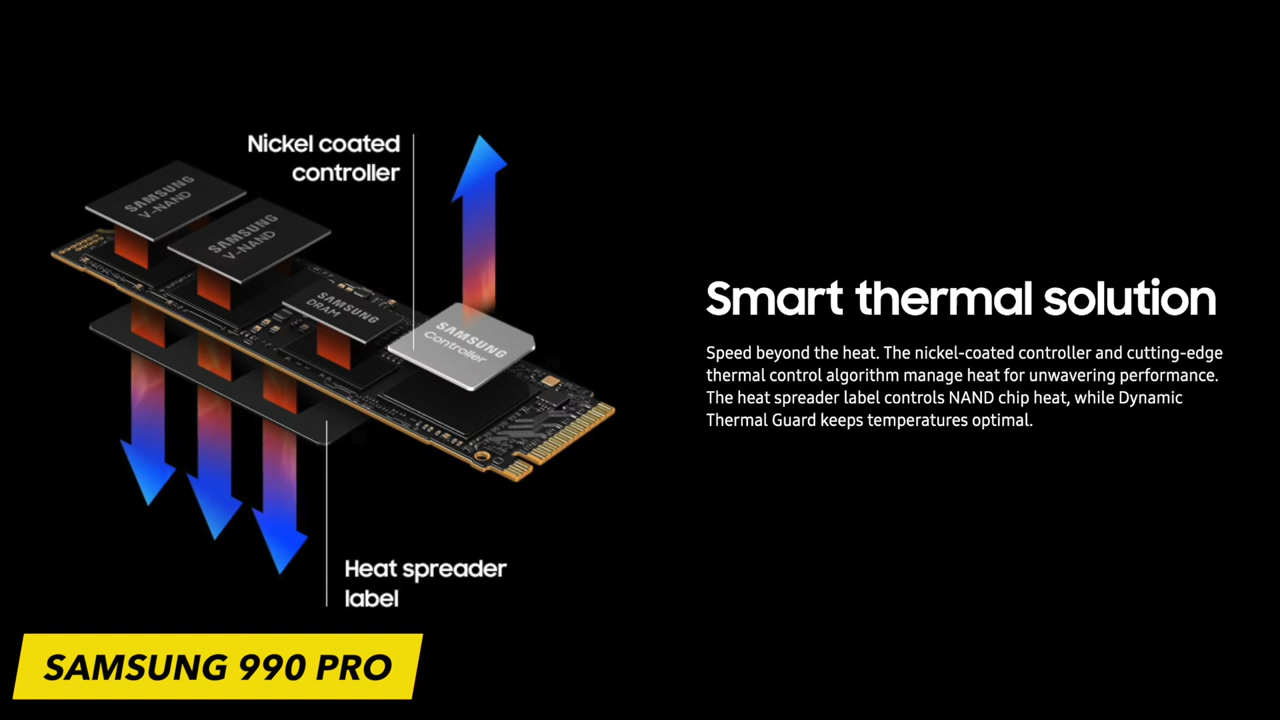 Nickel coated
controller
SAMSUNG
V-NAND
SAMSUNG
V-NAND
SAMSUNG
DRAM
SAMSUNG
Controller
Heat spreader
label
Smart thermal solution
Speed beyond the heat. The nickel-coated controller and cutting-edge
thermal control algorithm manage heat for unwavering performance.
The heat spreader label controls NAND chip heat, while Dynamic
Thermal Guard keeps temperatures optimal.
SAMSUNG 990 PRO